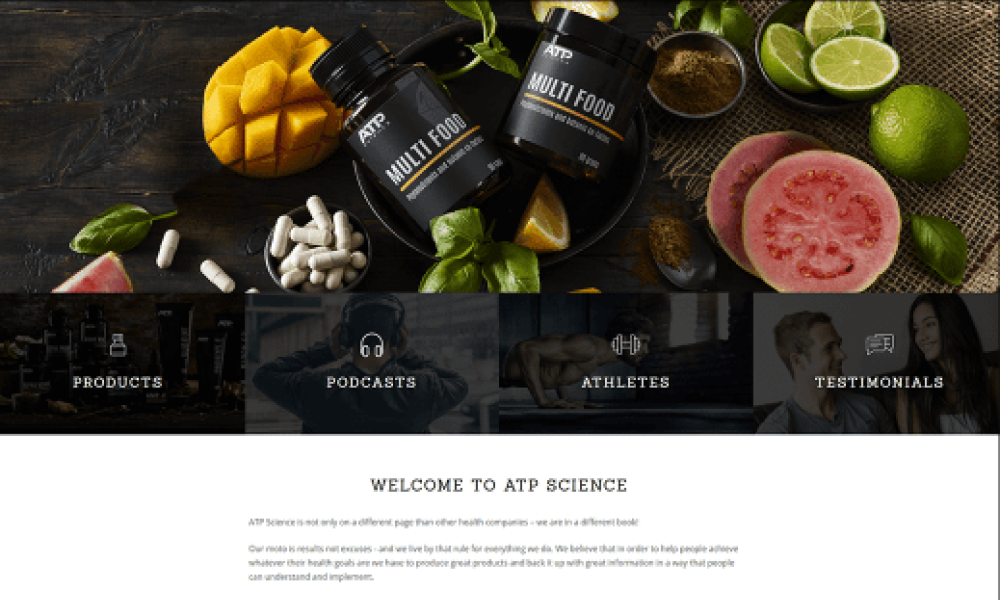 ATP
MULTI FOOD
ATP
MULTI FOOD
PRODUCTS
PODCASTS
ATHLETES
TESTIMONIALS
WELCOME TO ATP SCIENCE
ATP Science is not only on a different page than other health companies – we are in a different book!
Our moto is results not excuses - and we live by that rule for everything we do. We believe that in order to help people achieve
whatever their health goals are we have to produce great products and back it up with great information in a way that people
can understand and implement.